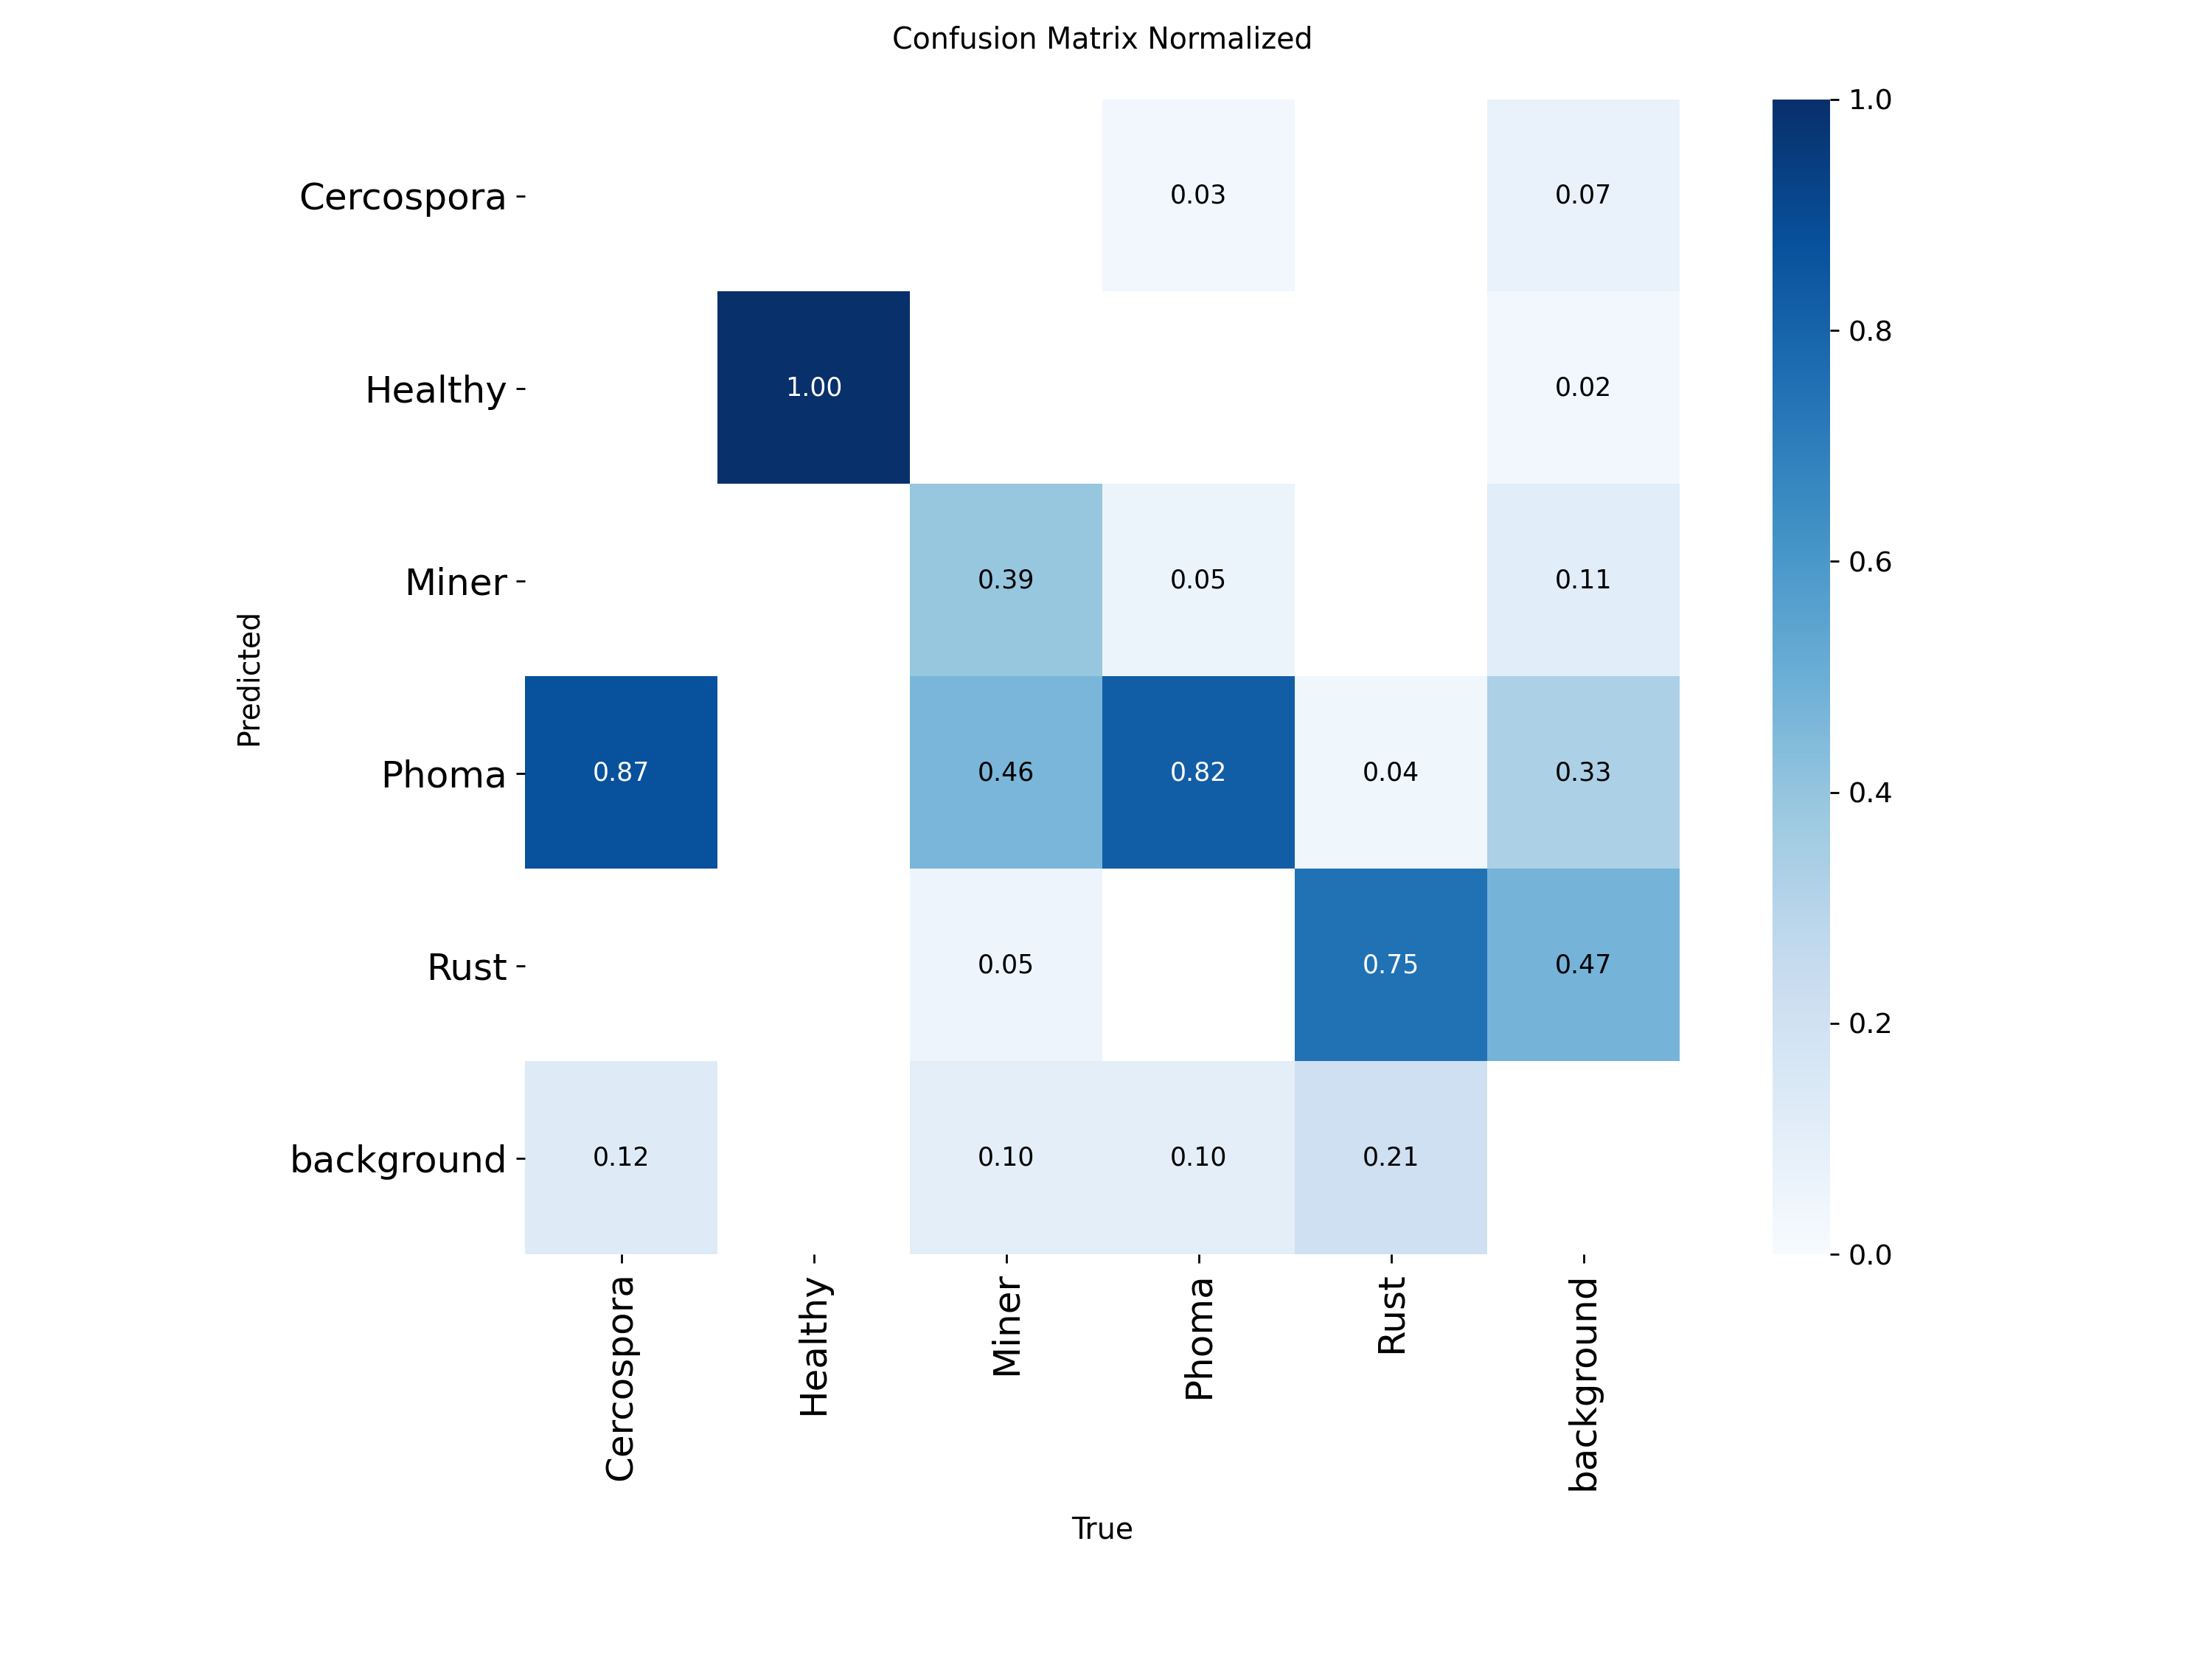 Confusion Matrix Normalized
Cercospora
0.03
0.07
Healthy
1.00
0.02
Miner
0.39
0.05
0.11
Phoma
0.87
0.46
0.82
0.04
0.33
Rust
0.05
0.75
0.47
background
0.12
0.10
0.10
0.21
Predicted
Cercospora
Healthy
Miner
Phoma
Rust
background
True
1.0
0.8
0.6
0.4
0.2
0.0